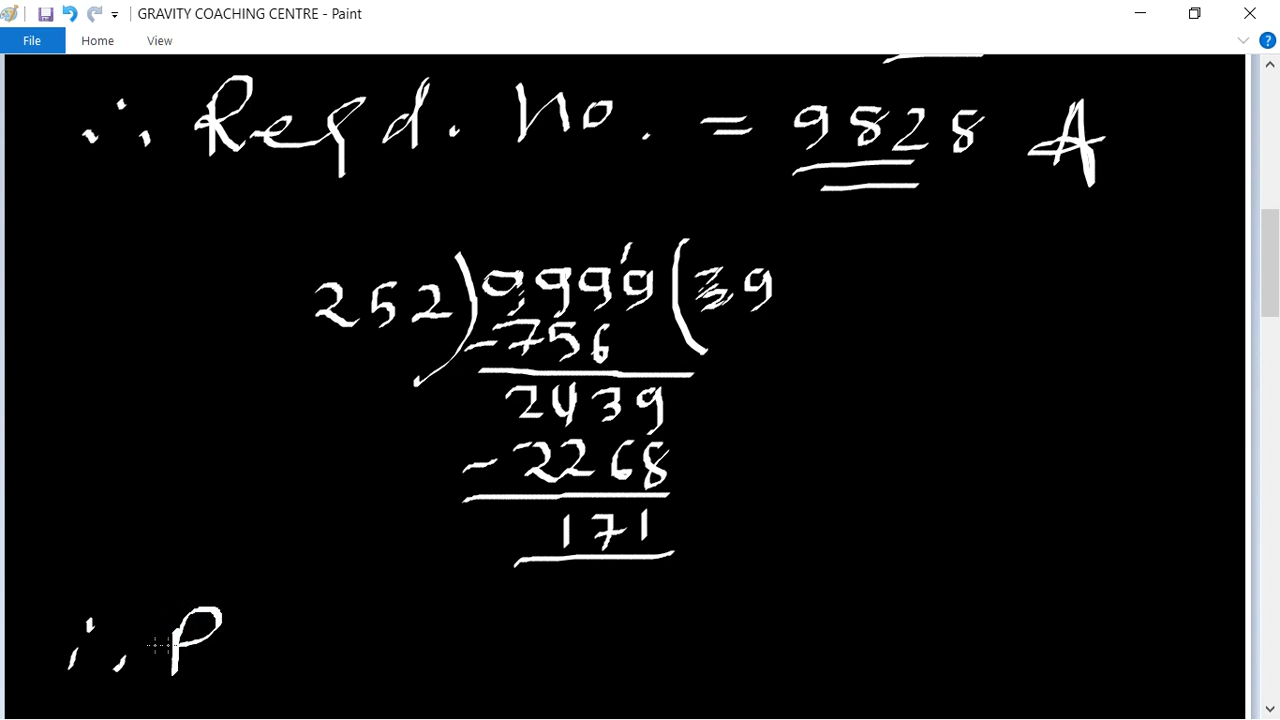 GRAVITY COACHING CENTRE - Paint
File Home View
∴ Reqd. no. = 9828 A
252) 9999 (39
-756
2439
-2268
171
∴ P